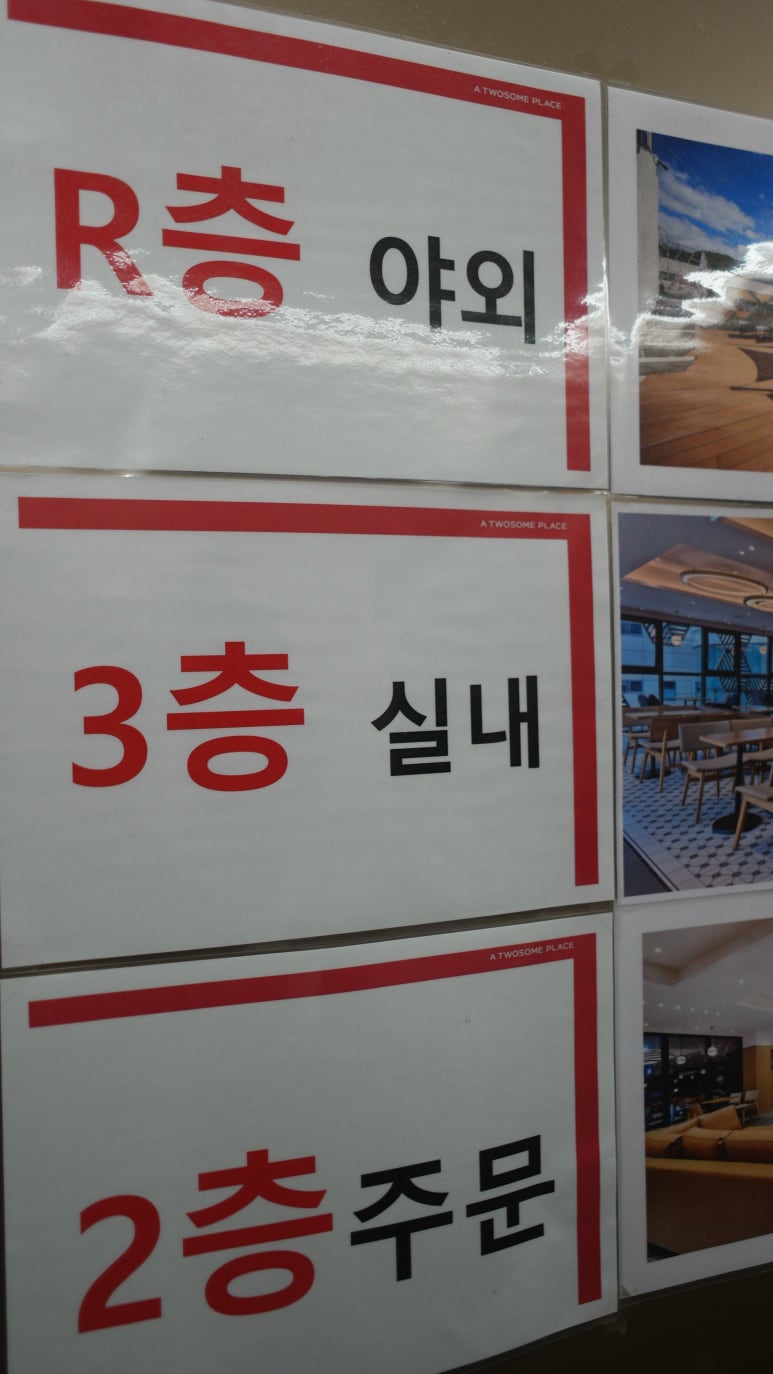 A TWOSOME PLACE
R층 야외
A TWOSOME PLACE
3층 실내
A TWOSOME PLACE
2층주문